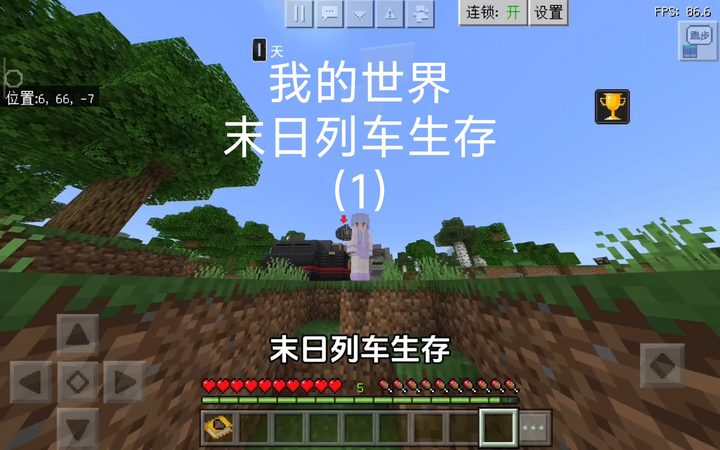 连锁:开 设置
FPS: 86.6
跑步
1天
位置:6, 66, -7
我的世界
末日列车生存
(1)
末日列车生存
5